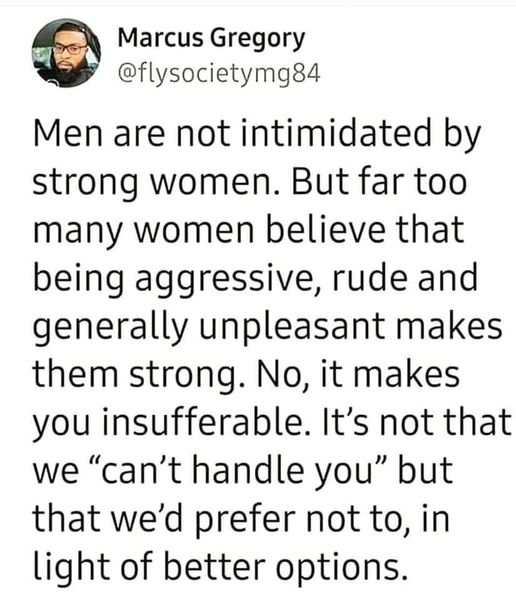 Marcus Gregory
@flysocietymg84
Men are not intimidated by
strong women. But far too
many women believe that
being aggressive, rude and
generally unpleasant makes
them strong. No, it makes
you insufferable. It’s not that
we “can’t handle you” but
that we’d prefer not to, in
light of better options.